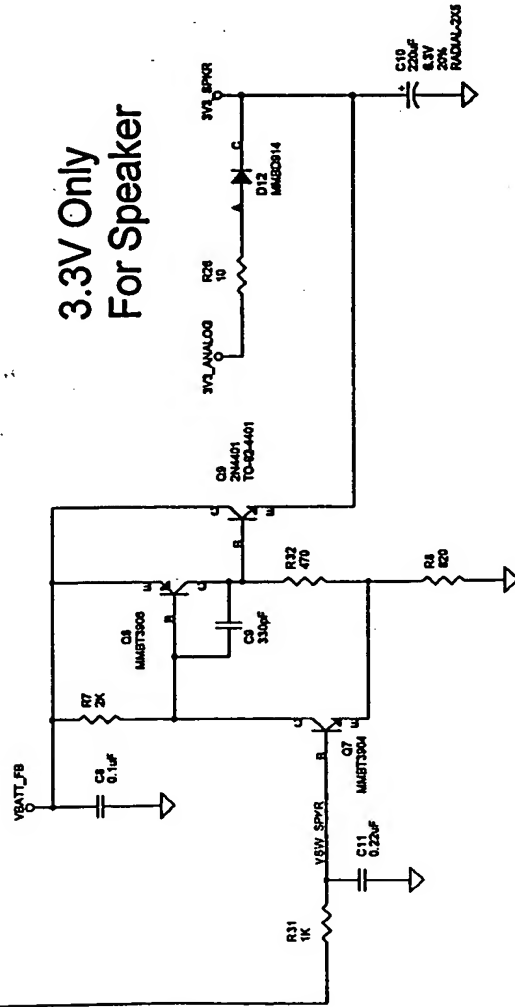 3.3V Only
For Speaker
VBATT_FB
C8
0.1uF
R7
2K
Q8
MMBT3906
B
E
C
C9
330pF
Q9
2N4401
TO-92-4401
C
B
E
3V3_ANALOG
R26
10
A
D12
MMBD914
C
3V3_SPKR
C10
220uF
6.3V
20%
RADIAL-2X5
+
R31
1K
VSW_SPKR
C11
0.22uF
B
C
E
Q7
MMBT3904
R32
470
R8
820